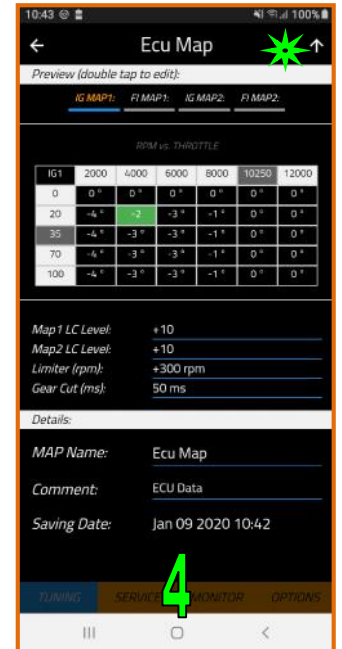 10:43 100%
Ecu Map
Preview (double tap to edit):
IG MAP1: FI MAP1: IG MAP2: FI MAP2:
RPM vs. THROTTLE
IG1 2000 4000 6000 8000 10250 12000
0 0° 0° 0° 0° 0° 0°
20 -4° -2 -3° -1° 0° 0°
35 -4° -3° -3° -1° 0° 0°
70 -4° -3° -3° -1° 0° 0°
100 -4° -3° -3° -1° 0° 0°
Map1 LC Level: +10
Map2 LC Level: +10
Limiter (rpm): +300 rpm
Gear Cut (ms): 50 ms
Details:
MAP Name: Ecu Map
Comment: ECU Data
Saving Date: Jan 09 2020 10:42
4
TUNING SERVICE MONITOR OPTIONS